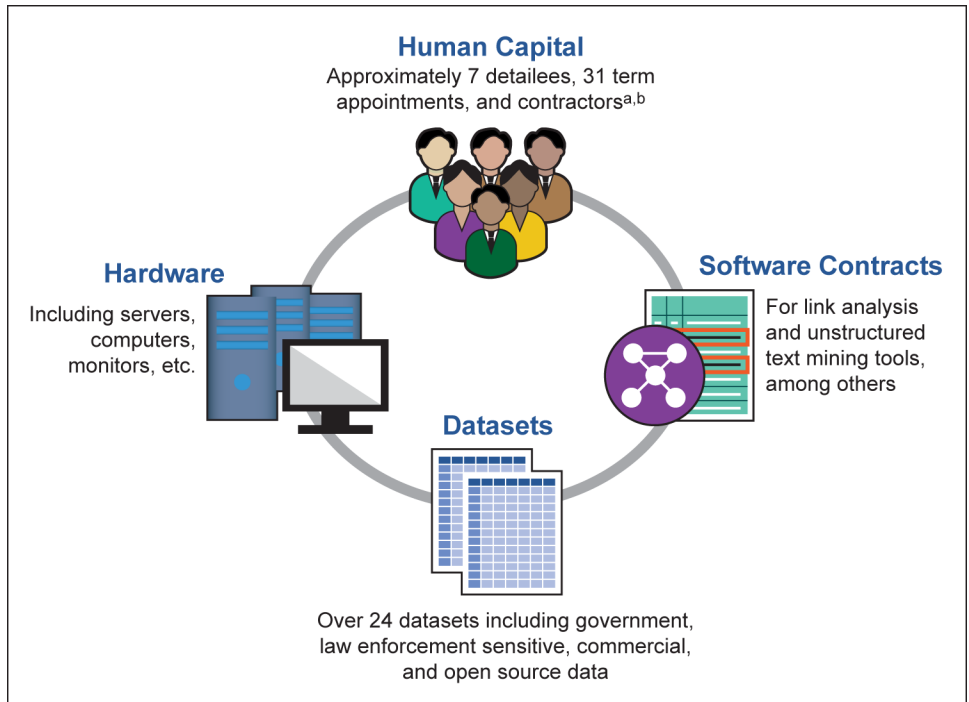 Human Capital
Approximately 7 detailees, 31 term
appointments, and contractorsa,b
Hardware
Including servers,
computers,
monitors, etc.
Software Contracts
For link analysis
and unstructured
text mining tools,
among others
Datasets
Over 24 datasets including government,
law enforcement sensitive, commercial,
and open source data